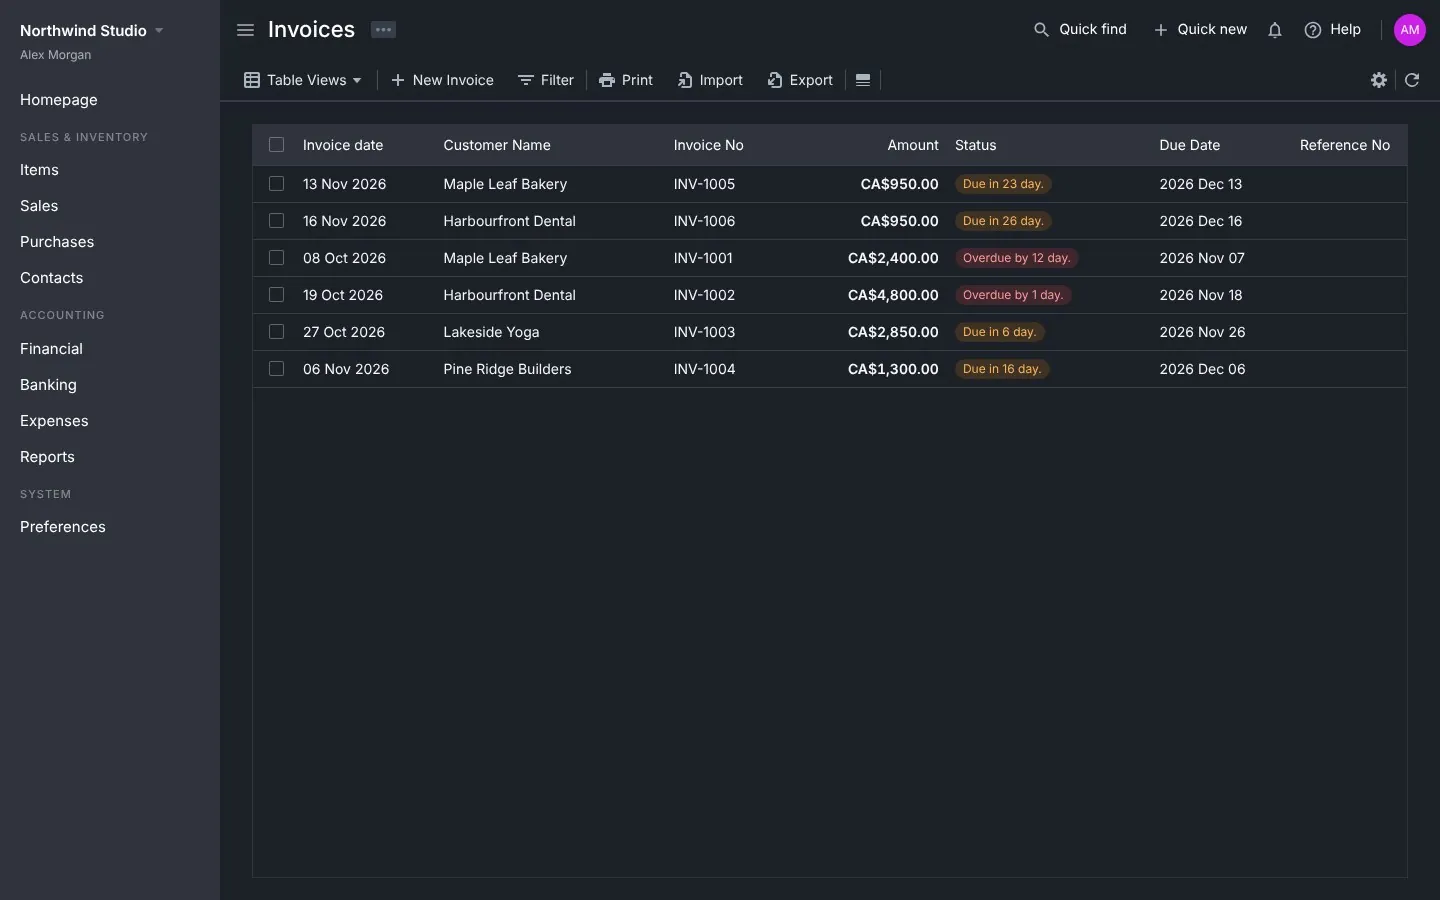 Northwind Studio
Alex Morgan
Homepage
SALES & INVENTORY
Items
Sales
Purchases
Contacts
ACCOUNTING
Financial
Banking
Expenses
Reports
SYSTEM
Preferences
Invoices
Quick find
Quick new
Help
AM
Table Views
New Invoice
Filter
Print
Import
Export
Invoice date Customer Name Invoice No Amount Status Due Date Reference No
13 Nov 2026 Maple Leaf Bakery INV-1005 CA$950.00 Due in 23 day. 2026 Dec 13
16 Nov 2026 Harbourfront Dental INV-1006 CA$950.00 Due in 26 day. 2026 Dec 16
08 Oct 2026 Maple Leaf Bakery INV-1001 CA$2,400.00 Overdue by 12 day. 2026 Nov 07
19 Oct 2026 Harbourfront Dental INV-1002 CA$4,800.00 Overdue by 1 day. 2026 Nov 18
27 Oct 2026 Lakeside Yoga INV-1003 CA$2,850.00 Due in 6 day. 2026 Nov 26
06 Nov 2026 Pine Ridge Builders INV-1004 CA$1,300.00 Due in 16 day. 2026 Dec 06